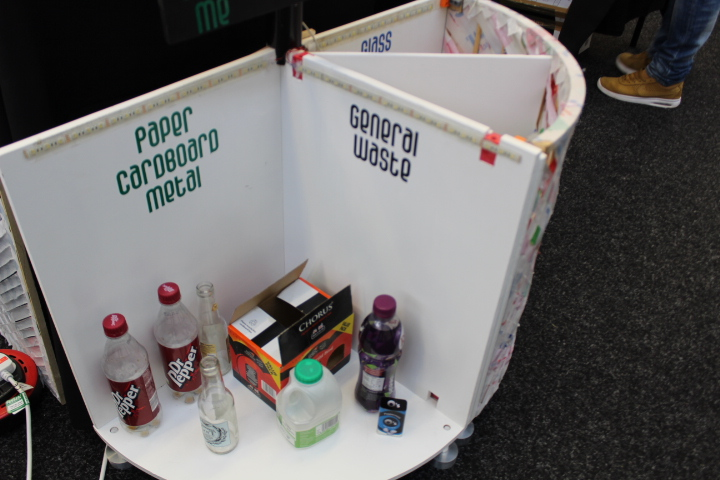 me
GLASS
Paper
CARDBOARD
metal
General
waste
CHORUS
Dr Pepper
Dr Pepper